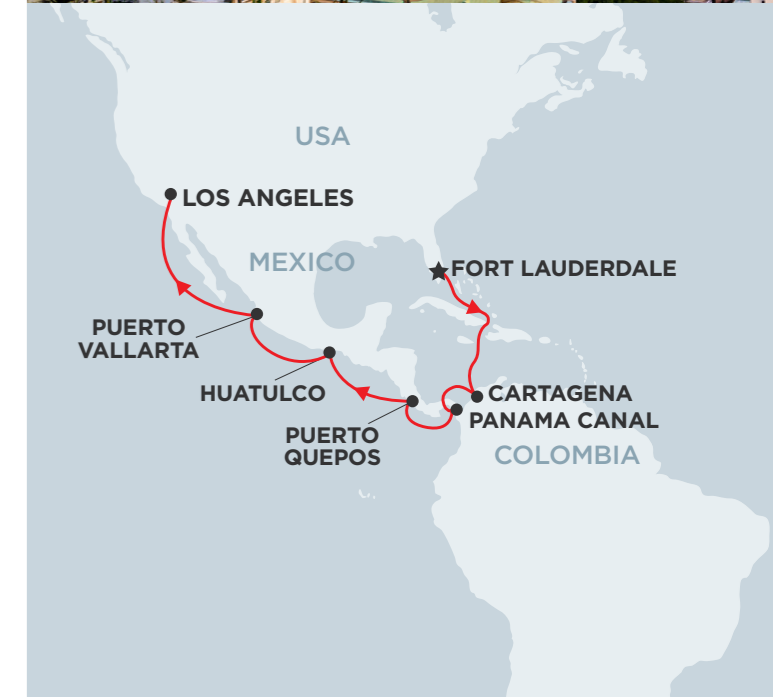 USA
LOS ANGELES
MEXICO
FORT LAUDERDALE
PUERTO
VALLARTA
HUATULCO
CARTAGENA
PANAMA CANAL
PUERTO
QUEPOS
COLOMBIA